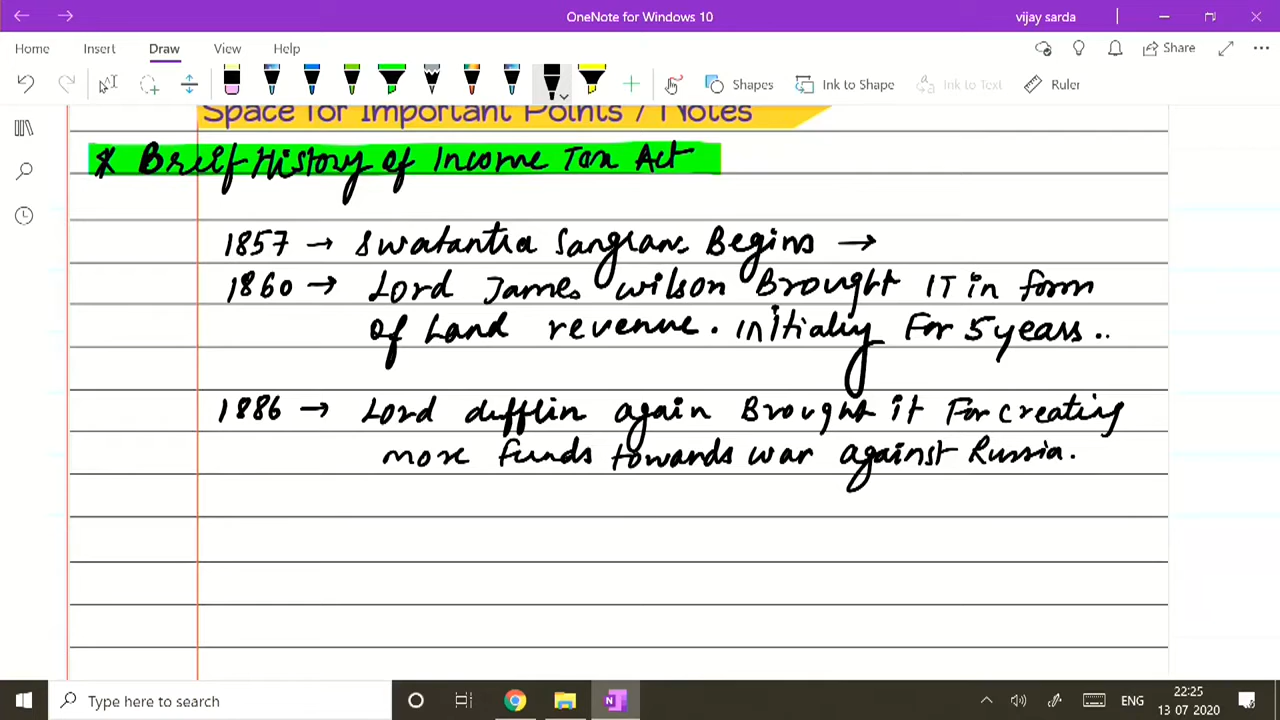 OneNote for Windows 10
vijay sarda
Home Insert Draw View Help
Share
Shapes Ink to Shape Ink to Text Ruler
Space for Important Points / Notes
* Brief History of Income Tax Act
1857 → Swatantra Sangram Begins →
1860 → Lord James Wilson Brought IT in form
of Land revenue. initially For 5 years..
1886 → Lord dufflin again Brought it For creating
more funds towards war against Russia.
Type here to search
ENG
22:25
13 07 2020